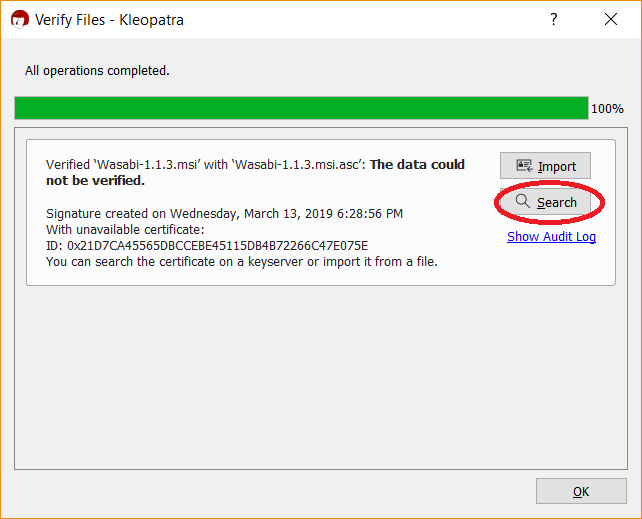 Verify Files - Kleopatra
All operations completed.
100%
Verified ‘Wasabi-1.1.3.msi’ with ‘Wasabi-1.1.3.msi.asc’: The data could
not be verified.
Import
Signature created on Wednesday, March 13, 2019 6:28:56 PM
Search
With unavailable certificate:
Show Audit Log
ID: 0x21D7CA45565DBCCEBE45115DB4B72266C47E075E
You can search the certificate on a keyserver or import it from a file.
OK